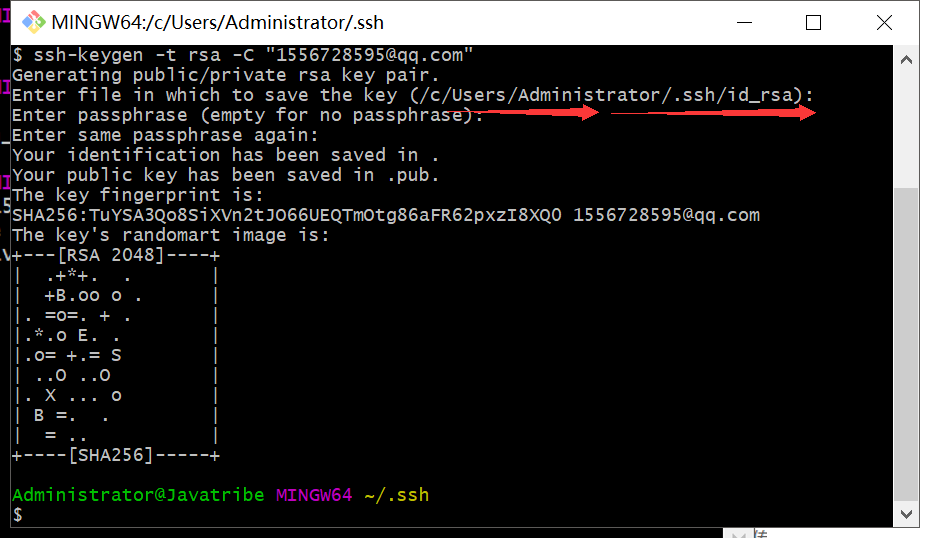 MINGW64:/c/Users/Administrator/.ssh
$ ssh-keygen -t rsa -C "1556728595@qq.com"
Generating public/private rsa key pair.
Enter file in which to save the key (/c/Users/Administrator/.ssh/id_rsa):
Enter passphrase (empty for no passphrase):
Enter same passphrase again:
Your identification has been saved in .
Your public key has been saved in .pub.
The key fingerprint is:
SHA256:TuYSA3Qo8SiXVn2tJO66UEQTmOtg86aFR62pxzI8XQ0 1556728595@qq.com
The key's randomart image is:
+---[RSA 2048]----+
|  .+*+.  .       |
|  +B.oo o .      |
|. =o=. + .       |
|.*.o E. .        |
|.o= +.= S        |
| ..O ..O         |
|. X ... o        |
| B =.  .         |
|  = ..           |
+----[SHA256]-----+
Administrator@Javatribe MINGW64 ~/.ssh
$